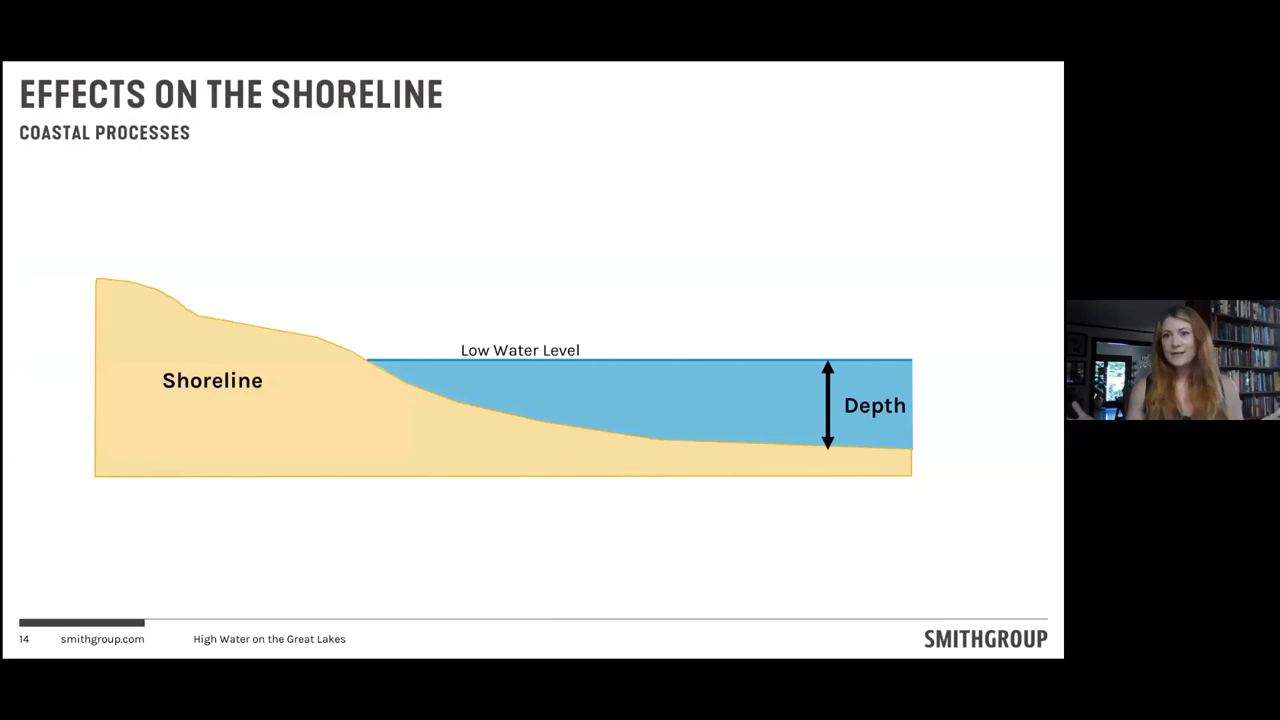 EFFECTS ON THE SHORELINE
COASTAL PROCESSES
Low Water Level
Shoreline
Depth
14 smithgroup.com High Water on the Great Lakes SMITHGROUP